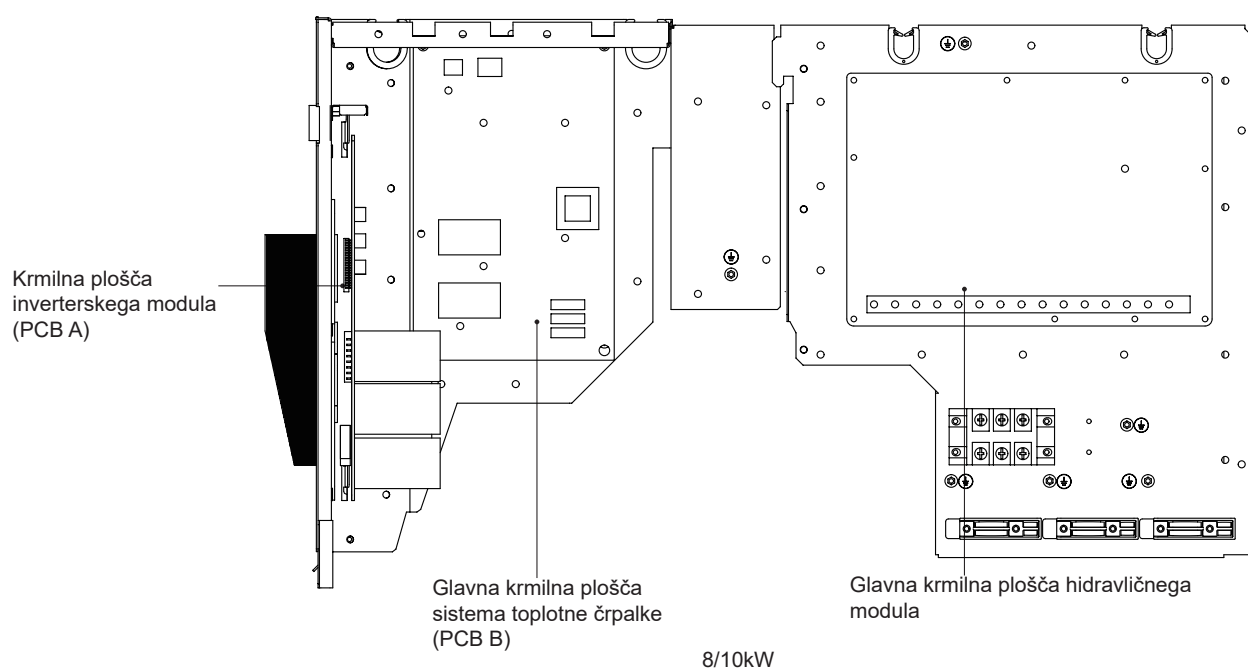 Krmilna plošča
inverterskega modula
(PCB A)
Glavna krmilna plošča
sistema toplotne črpalke
(PCB B)
Glavna krmilna plošča hidravličnega
modula
8/10kW